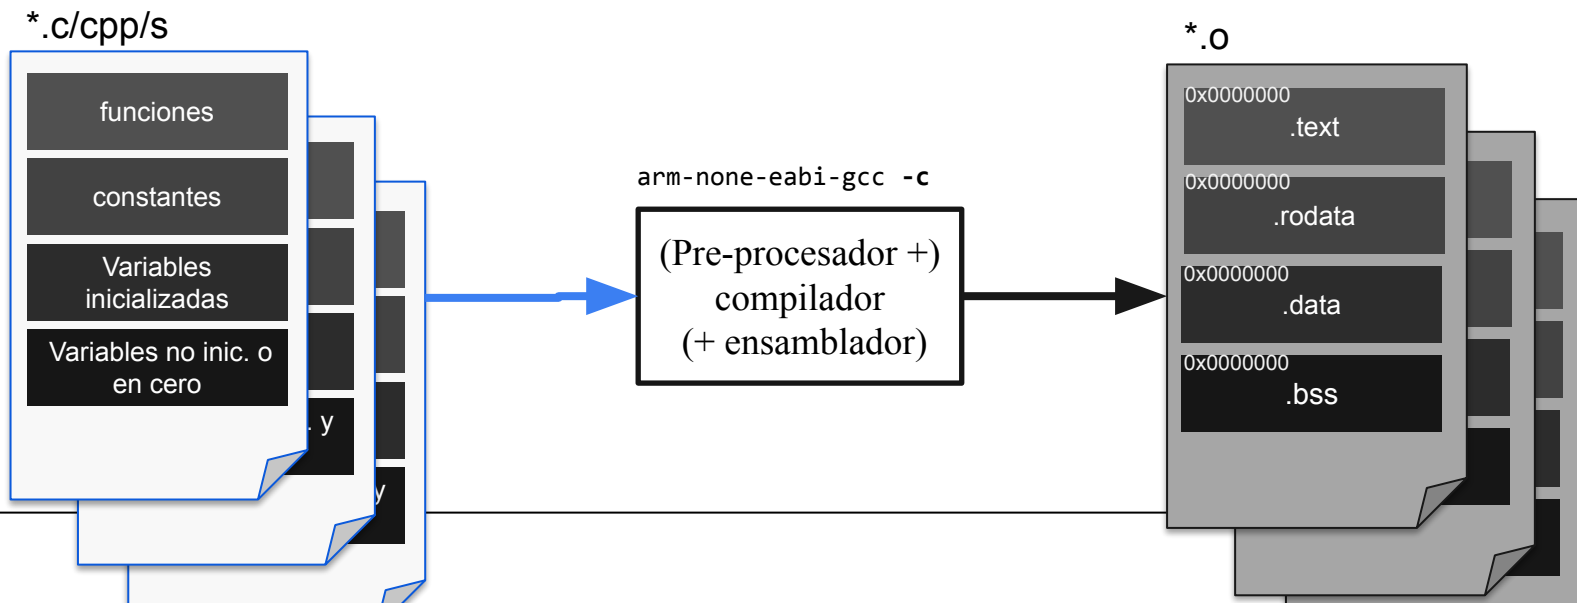 *.c/cpp/s
funciones
constantes
Variables
inicializadas
Variables no inic. o
en cero
. y
y
arm-none-eabi-gcc -c
(Pre-procesador +)
compilador
(+ ensamblador)
*.o
0x0000000
.text
0x0000000
.rodata
0x0000000
.data
0x0000000
.bss